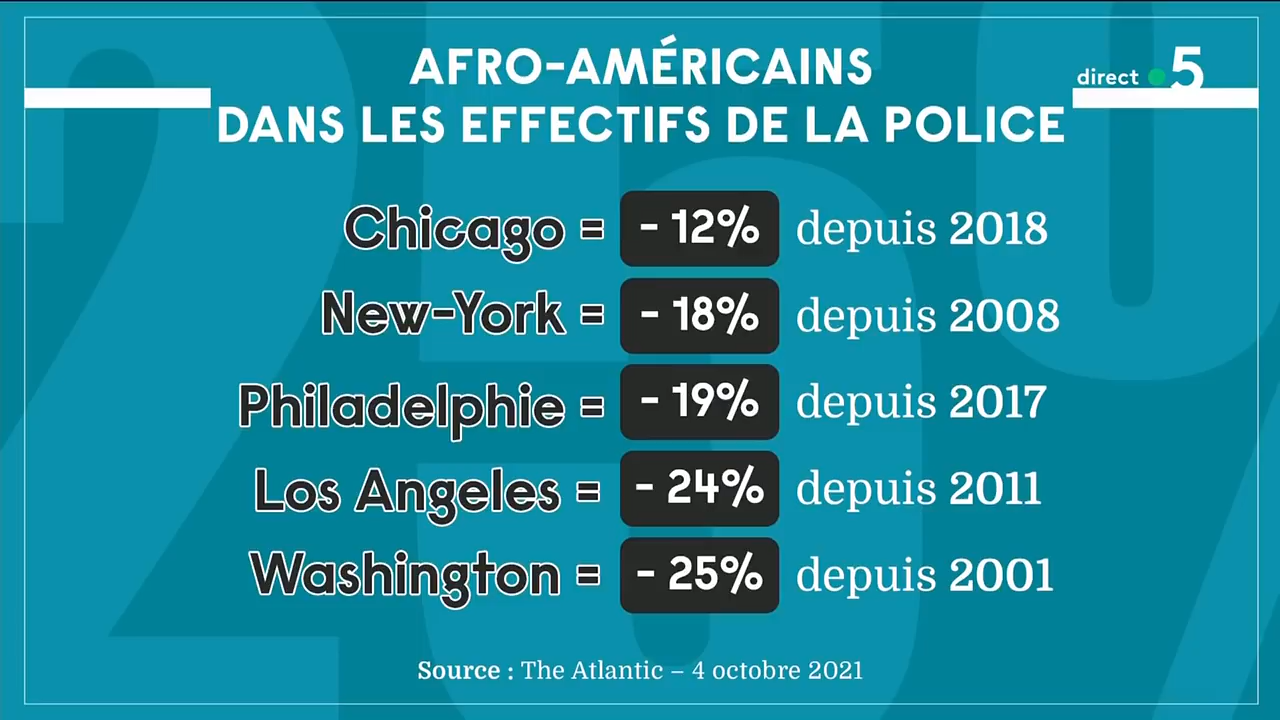 AFRO-AMÉRICAINS
DANS LES EFFECTIFS DE LA POLICE
direct 5
Chicago = - 12% depuis 2018
New-York = - 18% depuis 2008
Philadelphie = - 19% depuis 2017
Los Angeles = - 24% depuis 2011
Washington = - 25% depuis 2001
Source : The Atlantic – 4 octobre 2021